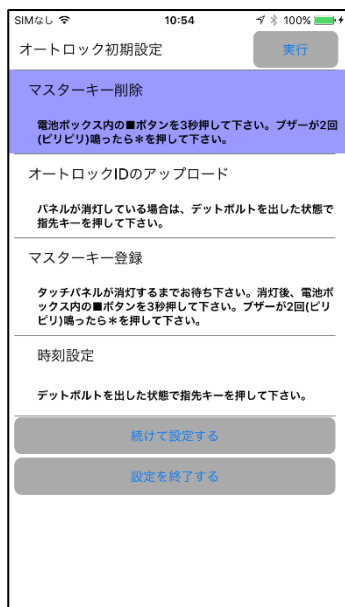 SIMなし 10:54 100%
オートロック初期設定 実行
マスターキー削除
電池ボックス内の■ボタンを3秒押して下さい。ブザーが2回
(ピリピリ)鳴ったら＊を押して下さい。
オートロックIDのアップロード
パネルが消灯している場合は、デットボルトを出した状態で
指先キーを押して下さい。
マスターキー登録
タッチパネルが消灯するまでお待ち下さい。消灯後、電池ボ
ックス内の■ボタンを3秒押して下さい。ブザーが2回(ピリ
ピリ)鳴ったら＊を押して下さい。
時刻設定
デットボルトを出した状態で指先キーを押して下さい。
続けて設定する
設定を終了する